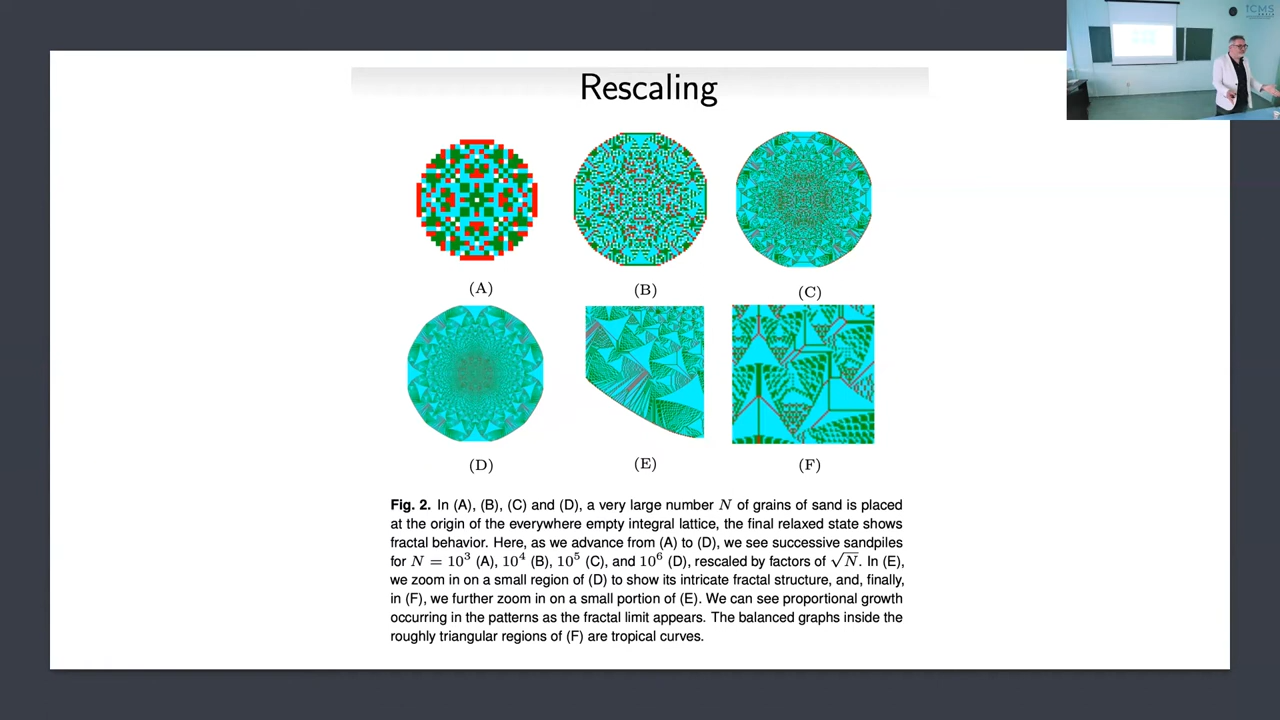 Rescaling
(A)
(B)
(C)
(D)
(E)
(F)
Fig. 2. In (A), (B), (C) and (D), a very large number N of grains of sand is placed
at the origin of the everywhere empty integral lattice, the final relaxed state shows
fractal behavior. Here, as we advance from (A) to (D), we see successive sandpiles
for N = 10³ (A), 10⁴ (B), 10⁵ (C), and 10⁶ (D), rescaled by factors of √N. In (E),
we zoom in on a small region of (D) to show its intricate fractal structure, and, finally,
in (F), we further zoom in on a small portion of (E). We can see proportional growth
occurring in the patterns as the fractal limit appears. The balanced graphs inside the
roughly triangular regions of (F) are tropical curves.